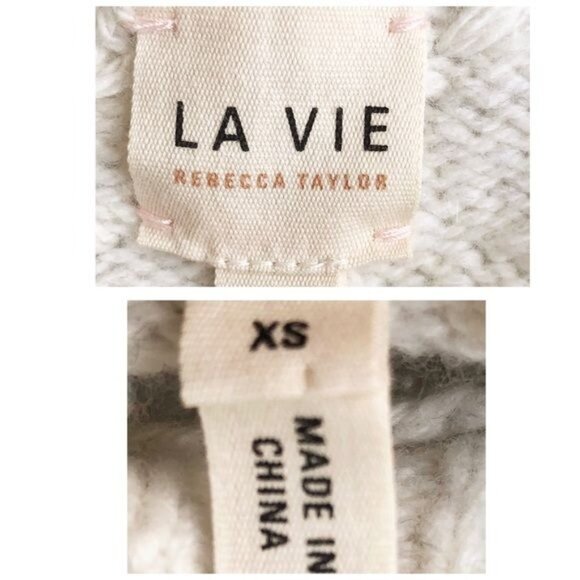 LA VIE
REBECCA TAYLOR
XS
MADE IN
CHINA